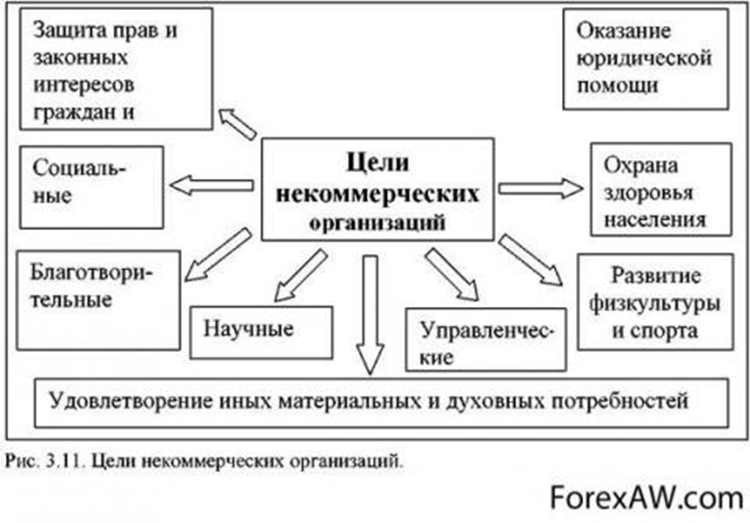 Защита прав и
законных
интересов
граждан и
Оказание
юридической
помощи
Цели
некоммерческих
организаций
Социаль-
ные
Охрана
здоровья
населения
Благотвори-
тельные
Научные
Управленчес-
кие
Развитие
физкультуры
и спорта
Удовлетворение иных материальных и духовных потребностей
Рис. 3.11. Цели некоммерческих организаций.
ForexAW.com